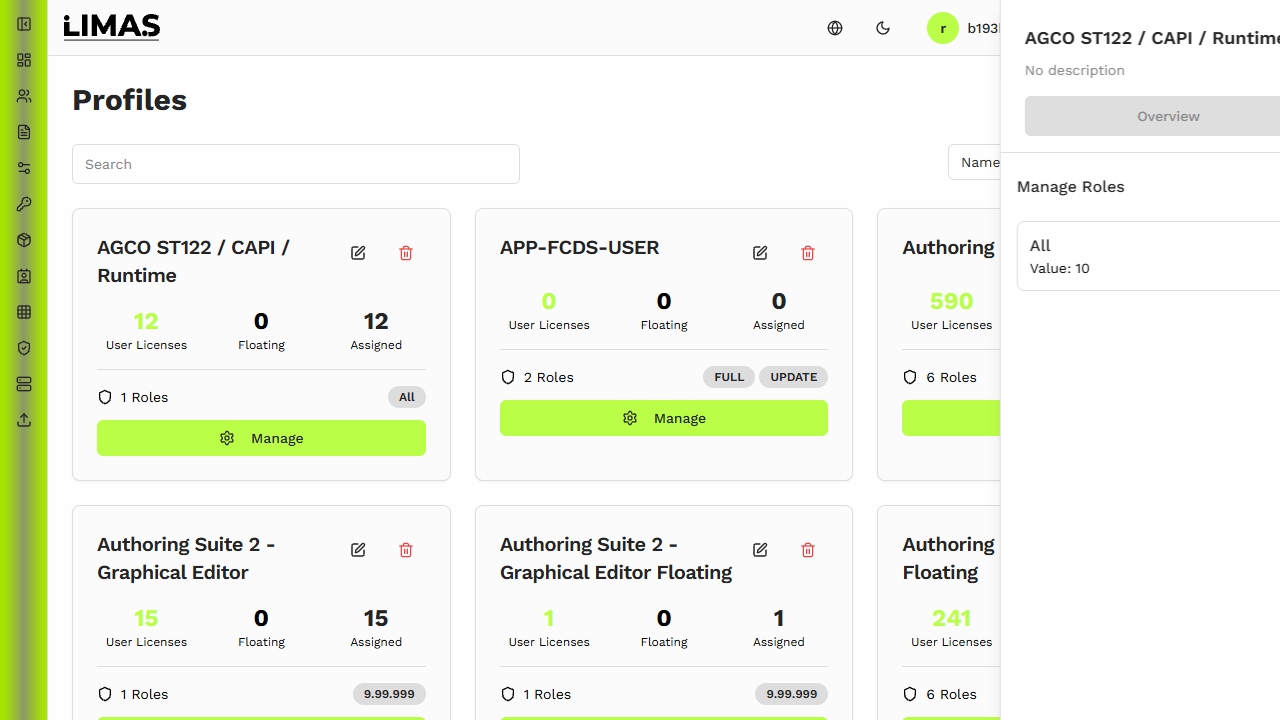 LIMAS
r
b193
Profiles
Search
Name
AGCO ST122 / CAPI /
Runtime
12
User Licenses
0
Floating
12
Assigned
1 Roles
All
Manage
APP-FCDS-USER
0
User Licenses
0
Floating
0
Assigned
2 Roles
FULL
UPDATE
Manage
Authoring
590
User Licenses
6 Roles
Authoring Suite 2 -
Graphical Editor
15
User Licenses
0
Floating
15
Assigned
1 Roles
9.99.999
Authoring Suite 2 -
Graphical Editor Floating
1
User Licenses
0
Floating
1
Assigned
1 Roles
9.99.999
Authoring
Floating
241
User Licenses
6 Roles
AGCO ST122 / CAPI / Runtime
No description
Overview
Manage Roles
All
Value: 10